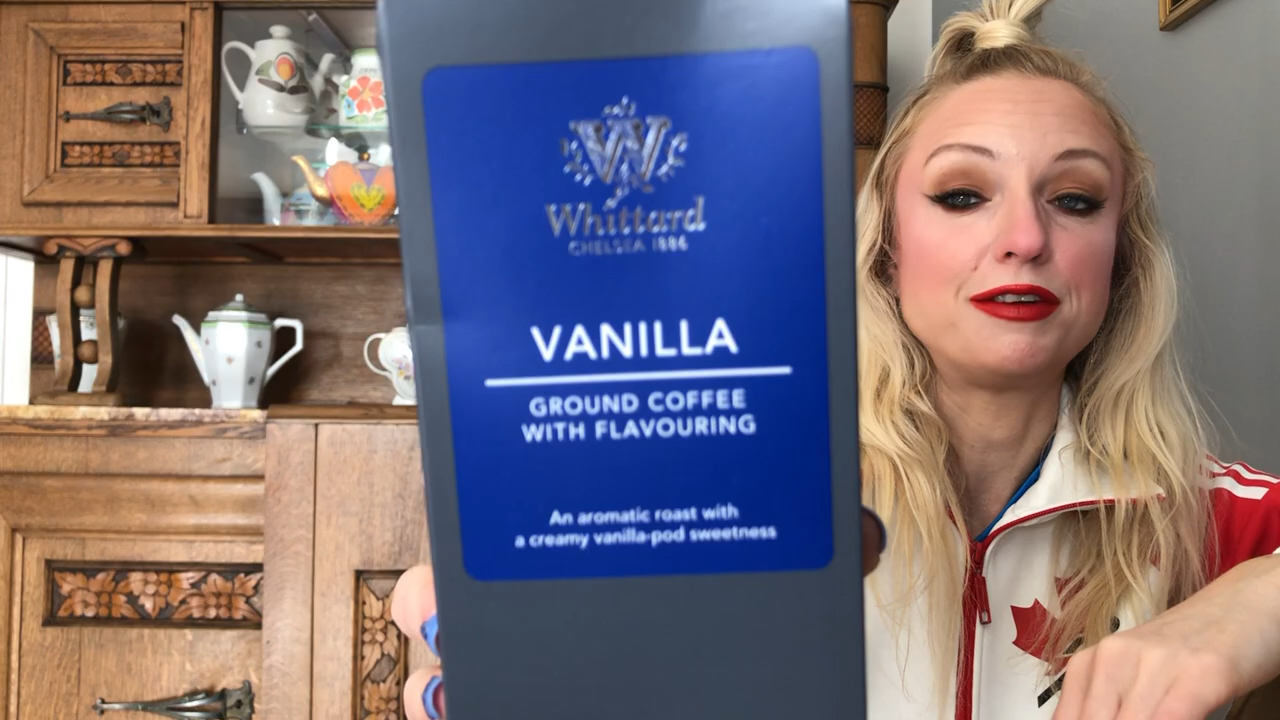 W
Whittard
CHELSEA 1886
VANILLA
GROUND COFFEE
WITH FLAVOURING
An aromatic roast with
a creamy vanilla-pod sweetness